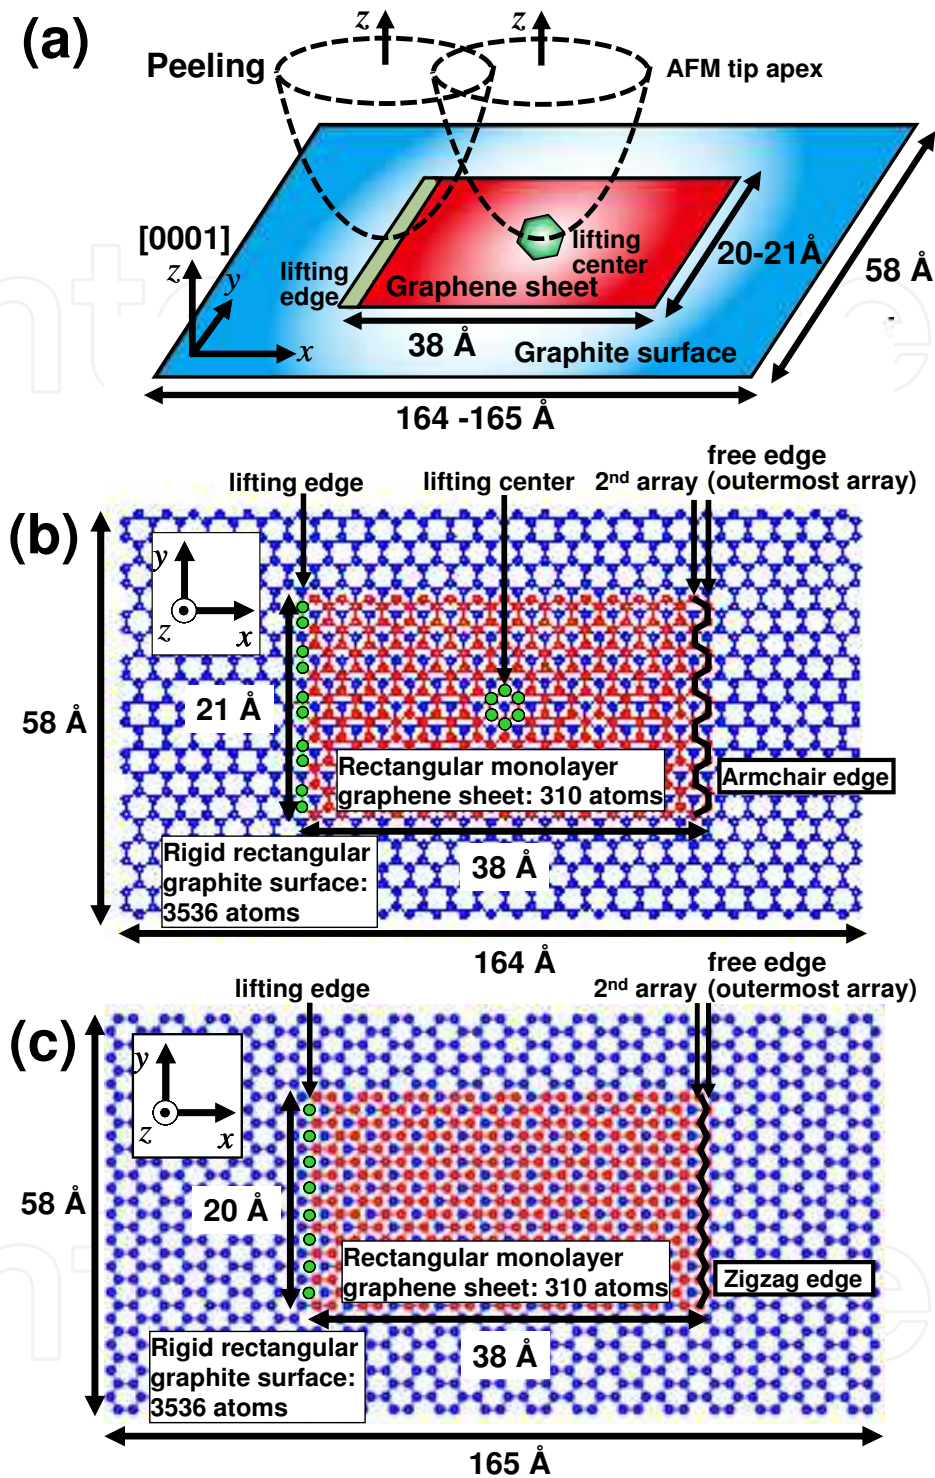 (a)
z
z
Peeling
AFM tip apex
[0001]
z
y
x
lifting
edge
lifting
center
Graphene sheet
20-21Å
58 Å
38 Å
Graphite surface
164 -165 Å
(b)
lifting edge
lifting center
2nd array
free edge
(outermost array)
y
z
x
21 Å
58 Å
Rectangular monolayer
graphene sheet: 310 atoms
Armchair edge
Rigid rectangular
graphite surface:
3536 atoms
38 Å
164 Å
(c)
lifting edge
2nd array
free edge
(outermost array)
y
z
x
58 Å
20 Å
Rectangular monolayer
graphene sheet: 310 atoms
Zigzag edge
Rigid rectangular
graphite surface:
3536 atoms
38 Å
165 Å